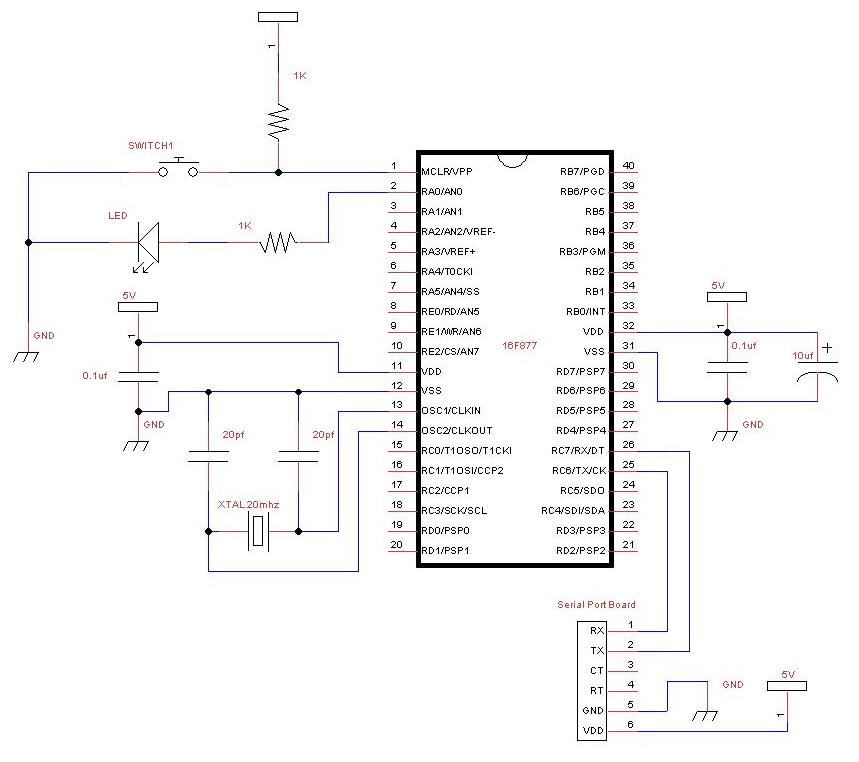 1
1K
SWITCH1
LED
1K
5V
1
GND
0.1uf
GND
20pf
20pf
XTAL20mhz
16F877
1 MCLR/VPP
2 RA0/AN0
3 RA1/AN1
4 RA2/AN2/VREF-
5 RA3/VREF+
6 RA4/T0CKI
7 RA5/AN4/SS
8 RE0/RD/AN5
9 RE1/WR/AN6
10 RE2/CS/AN7
11 VDD
12 VSS
13 OSC1/CLKIN
14 OSC2/CLKOUT
15 RC0/T1OSO/T1CKI
16 RC1/T1OSI/CCP2
17 RC2/CCP1
18 RC3/SCK/SCL
19 RD0/PSP0
20 RD1/PSP1
RB7/PGD 40
RB6/PGC 39
RB5 38
RB4 37
RB3/PGM 36
RB2 35
RB1 34
RB0/INT 33
VDD 32
VSS 31
RD7/PSP7 30
RD6/PSP6 29
RD5/PSP5 28
RD4/PSP4 27
RC7/RX/DT 26
RC6/TX/CK 25
RC5/SDO 24
RC4/SDI/SDA 23
RD3/PSP3 22
RD2/PSP2 21
5V
1
0.1uf
10uf
+
GND
Serial Port Board
RX 1
TX 2
CT 3
RT 4
GND 5
VDD 6
GND
5V
1